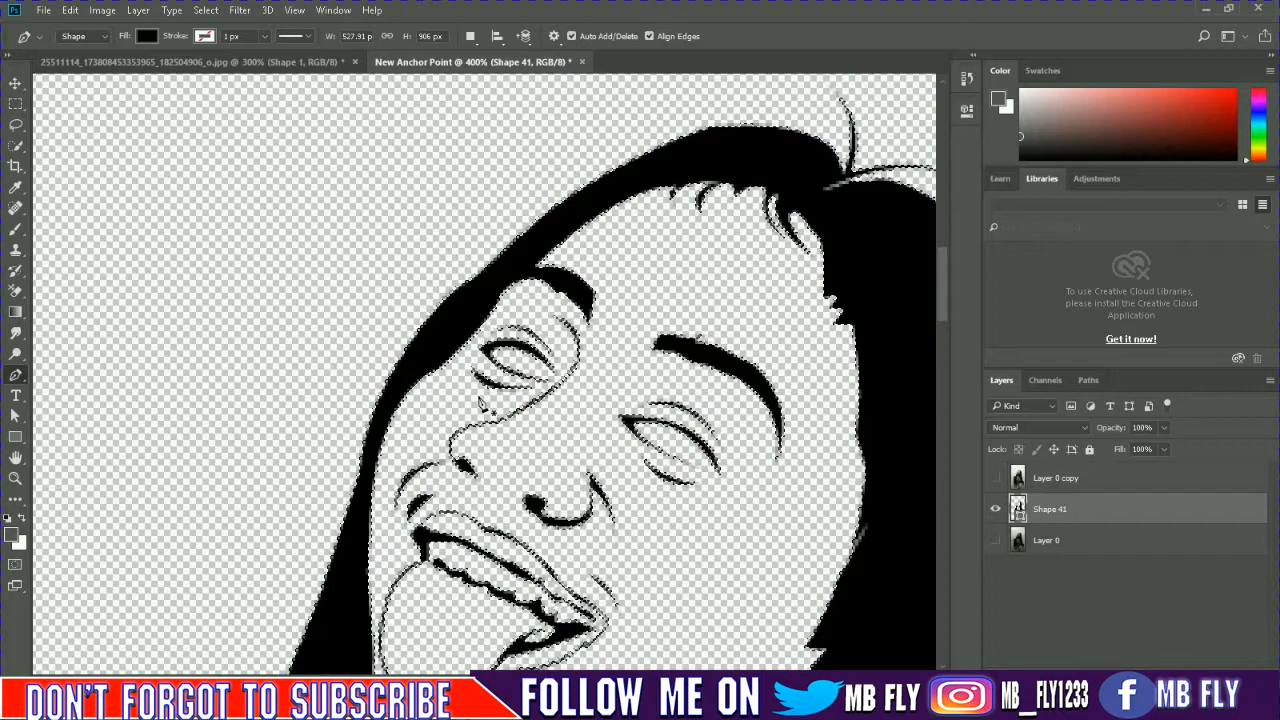 Ps File Edit Image Layer Type Select Filter 3D View Window Help
Shape Fill: Stroke: 1 px W: 527.91 p H: 906 px Auto Add/Delete Align Edges
25511114_173808453353965_182504906_o.jpg @ 300% (Shape 1, RGB/8) * × New Anchor Point @ 400% (Shape 41, RGB/8) * ×
Color Swatches
Learn Libraries Adjustments
To use Creative Cloud Libraries,
please install the Creative Cloud
Application
Get it now!
Layers Channels Paths
Kind
Normal Opacity: 100%
Lock: Fill: 100%
Layer 0 copy
Shape 41
Layer 0
DON'T FORGOT TO SUBSCRIBE
FOLLOW ME ON MB FLY MB_FLY1233 MB FLY